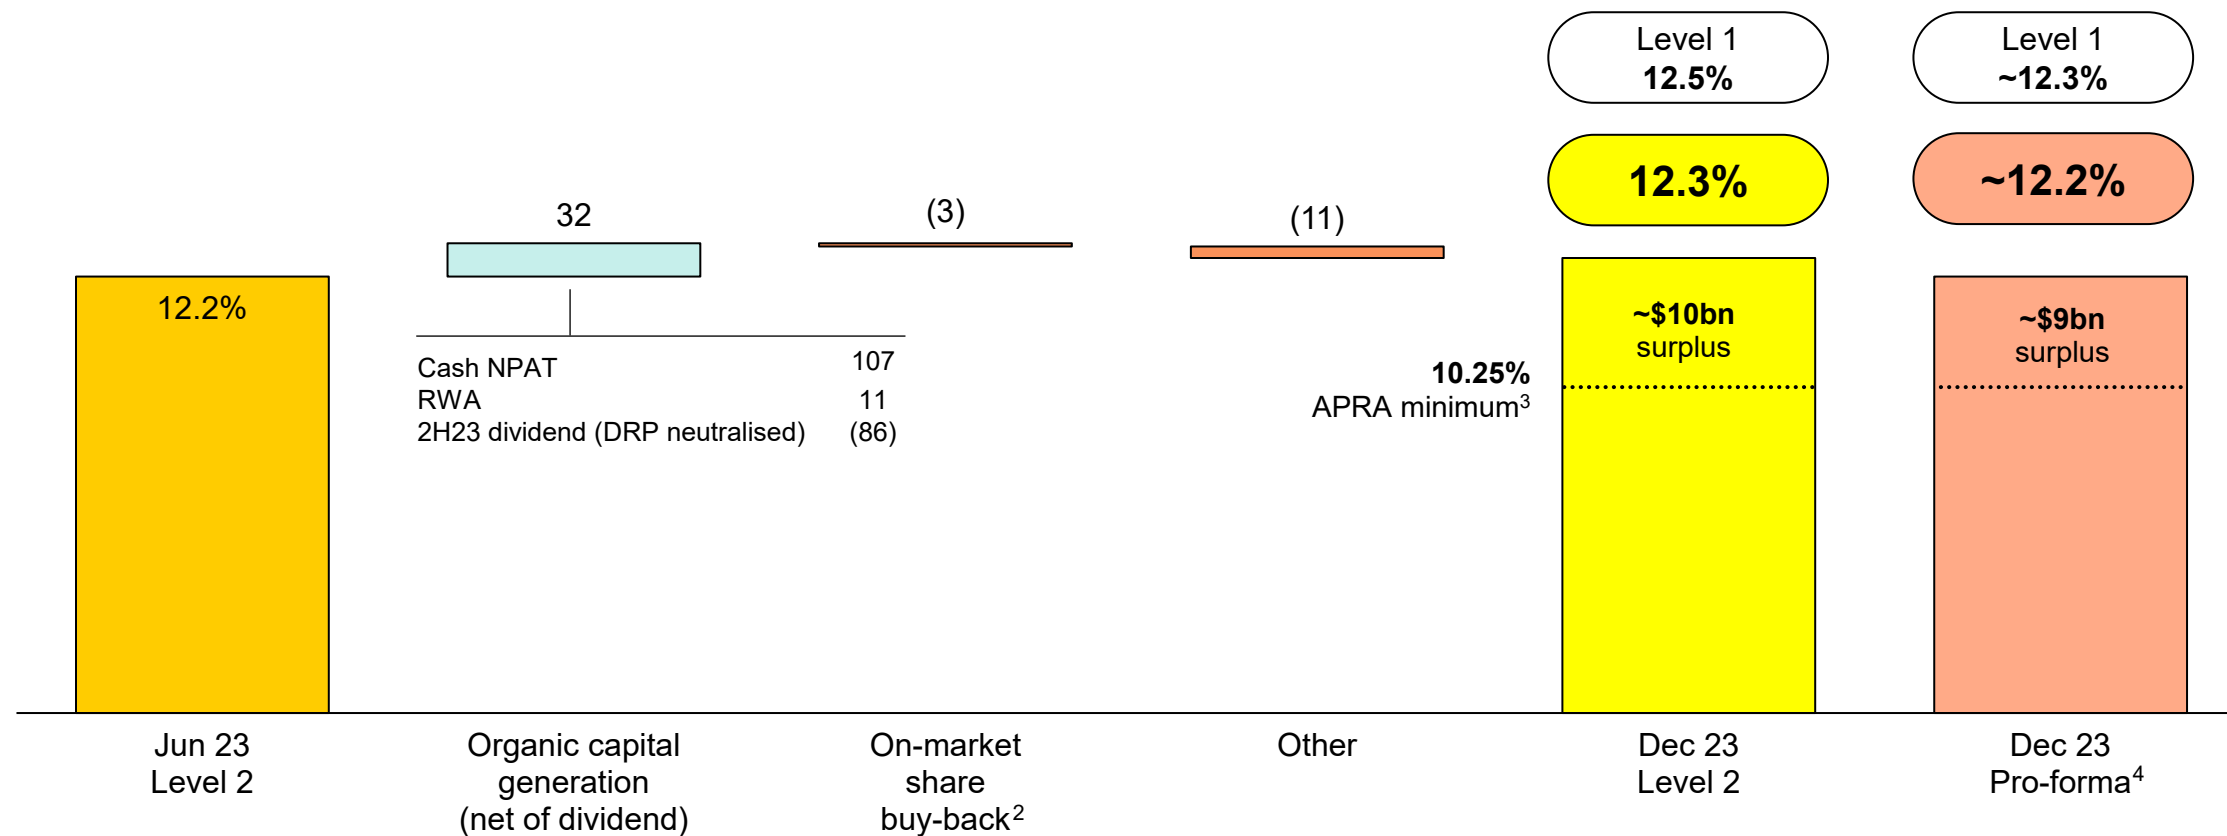 Level 1
12.5%
Level 1
~12.3%
12.3%
~12.2%
32
(3)
(11)
12.2%
~$10bn
surplus
~$9bn
surplus
Cash NPAT 107
RWA 11
2H23 dividend (DRP neutralised) (86)
10.25%
APRA minimum³
Jun 23
Level 2
Organic capital
generation
(net of dividend)
On-market
share
buy-back²
Other
Dec 23
Level 2
Dec 23
Pro-forma⁴